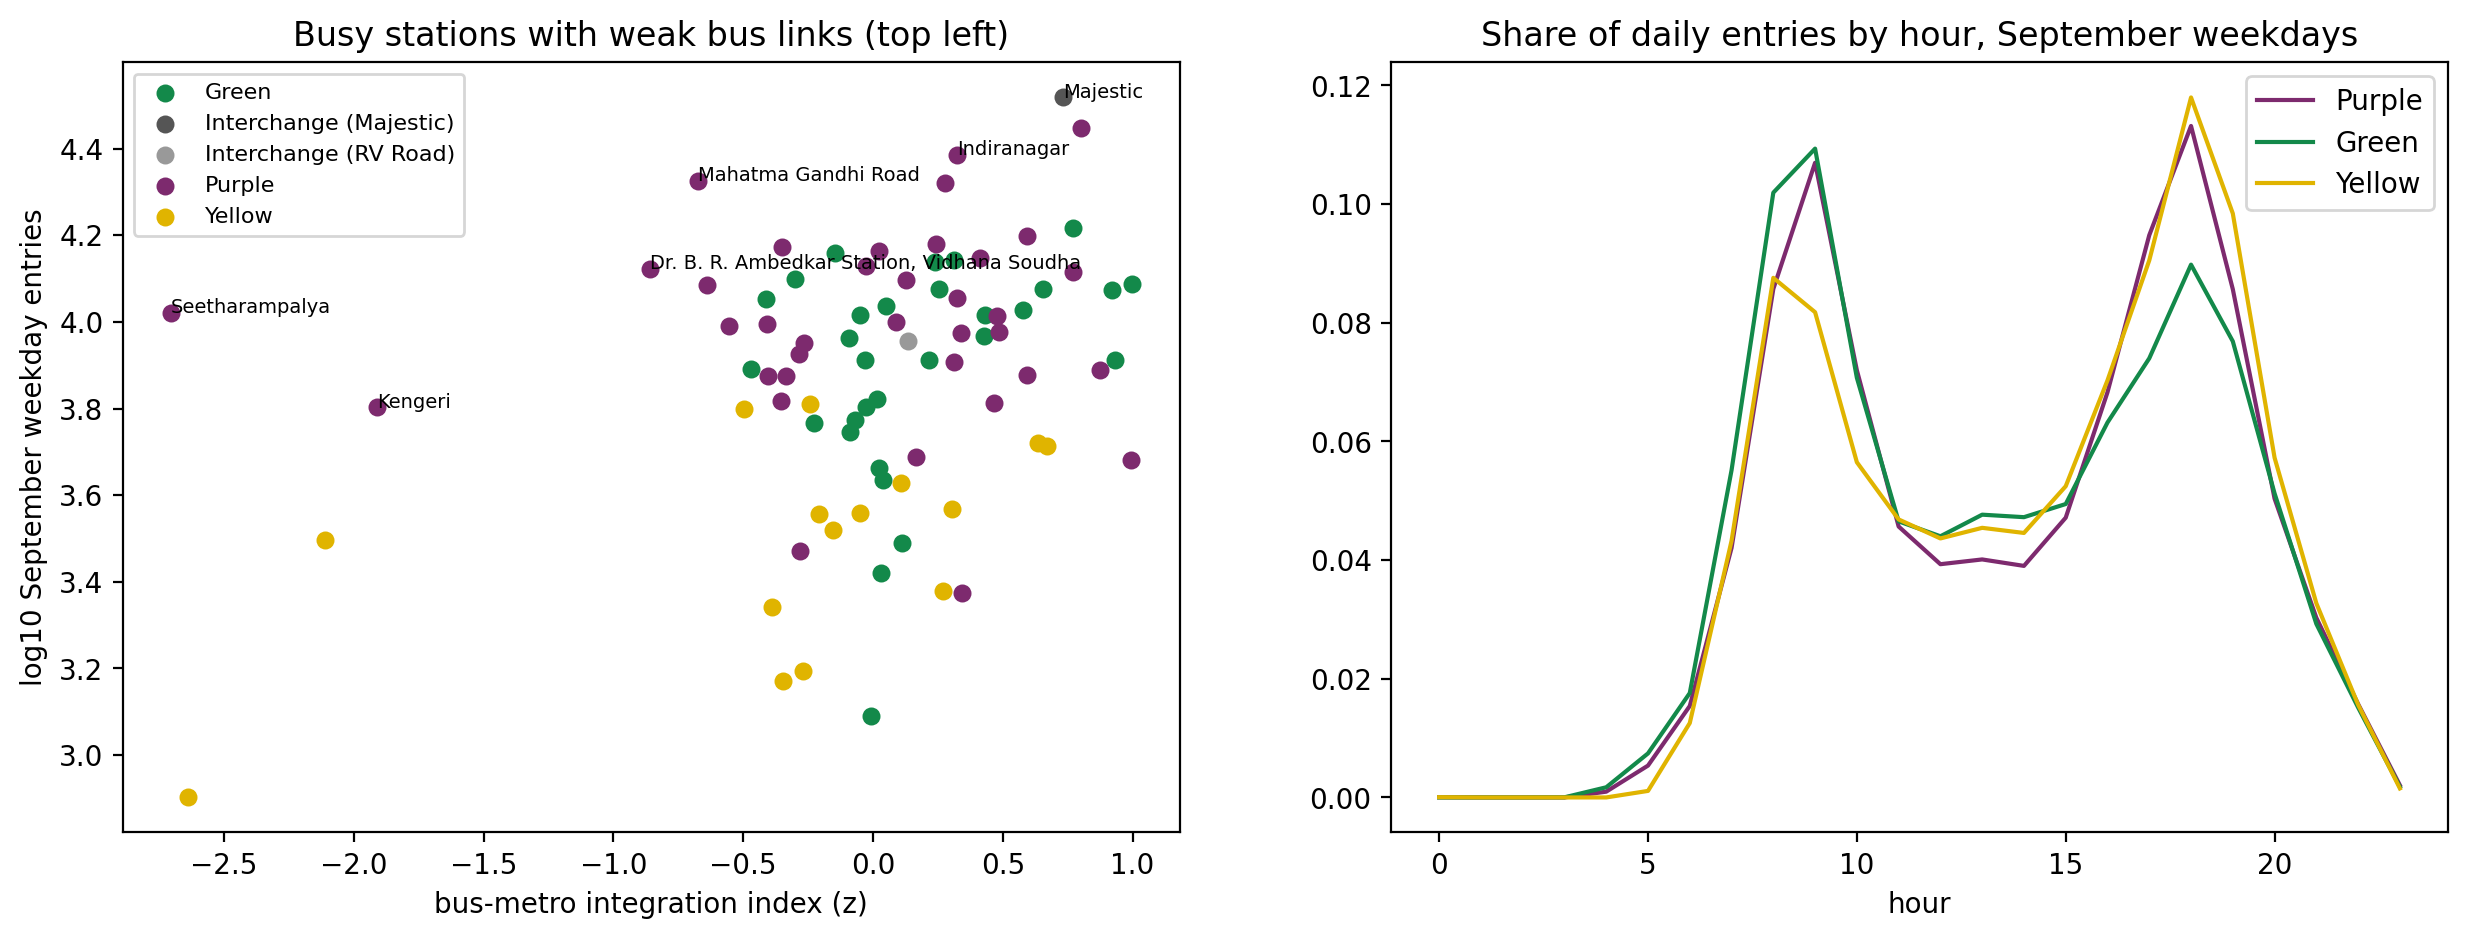 Busy stations with weak bus links (top left)
Green
Interchange (Majestic)
Interchange (RV Road)
Purple
Yellow
Majestic
Indiranagar
Mahatma Gandhi Road
Dr. B. R. Ambedkar Station, Vidhana Soudha
Seetharampalya
Kengeri
log10 September weekday entries
4.4
4.2
4.0
3.8
3.6
3.4
3.2
3.0
−2.5 −2.0 −1.5 −1.0 −0.5 0.0 0.5 1.0
bus-metro integration index (z)
Share of daily entries by hour, September weekdays
Purple
Green
Yellow
0.12
0.10
0.08
0.06
0.04
0.02
0.00
0 5 10 15 20
hour